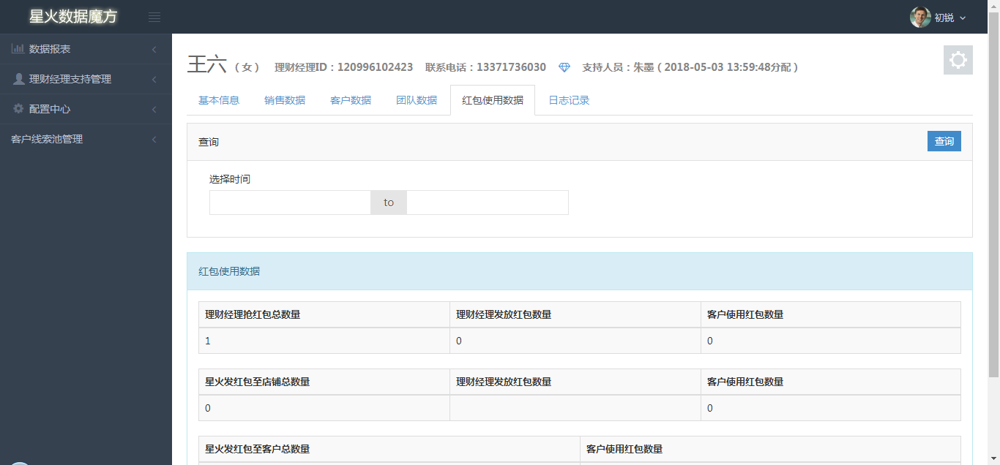 星火数据魔方
初锐
数据报表
理财经理支持管理
配置中心
客户线索池管理
王六 ( 女 ) 理财经理ID：120996102423 联系电话：13371736030 支持人员：朱墨 ( 2018-05-03 13:59:48分配 )
基本信息 销售数据 客户数据 团队数据 红包使用数据 日志记录
查询 查询
选择时间
to
红包使用数据
理财经理抢红包总数量 理财经理发放红包数量 客户使用红包数量
1 0 0
星火发红包至店铺总数量 理财经理发放红包数量 客户使用红包数量
0 0
星火发红包至客户总数量 客户使用红包数量